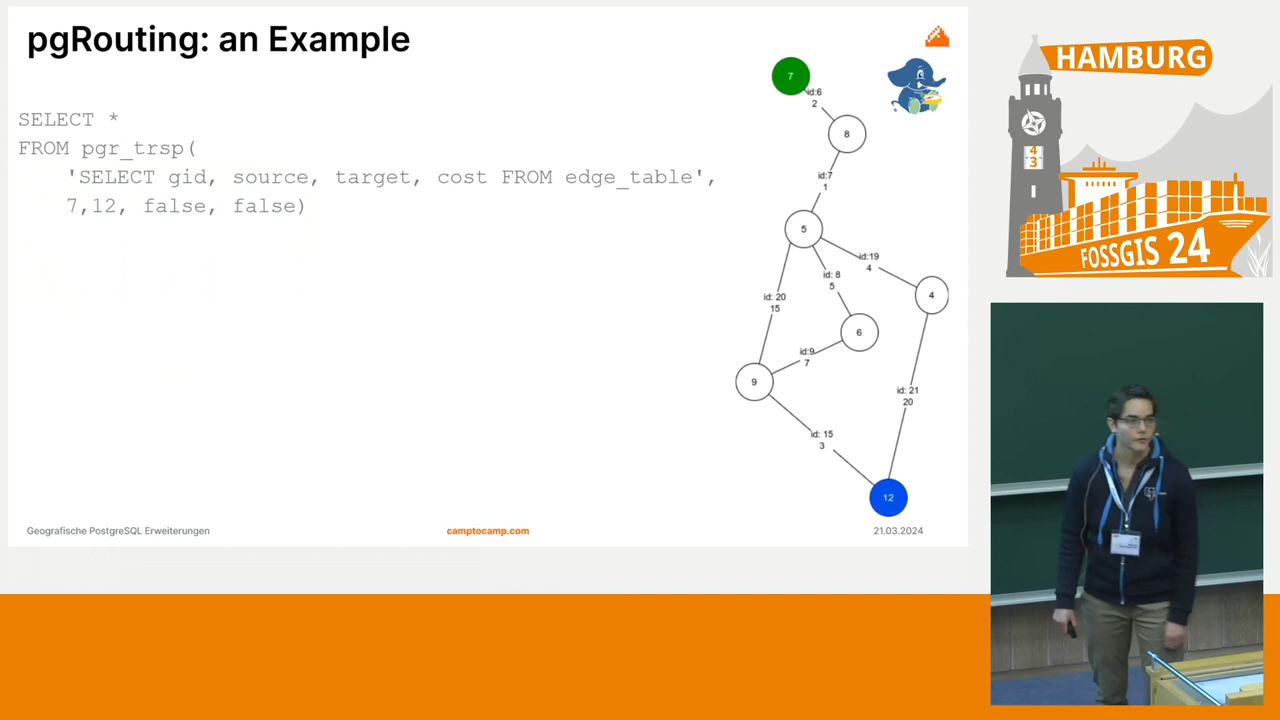 pgRouting: an Example
SELECT *
FROM pgr_trsp(
'SELECT gid, source, target, cost FROM edge_table',
7,12, false, false)
7
id:6
2
8
id:7
1
5
id:19
4
id: 8
5
id: 20
15
4
6
id:9
7
9
id: 21
20
id: 15
3
12
Geografische PostgreSQL Erweiterungen
camptocamp.com
21.03.2024
HAMBURG
4
3
FOSSGIS 24